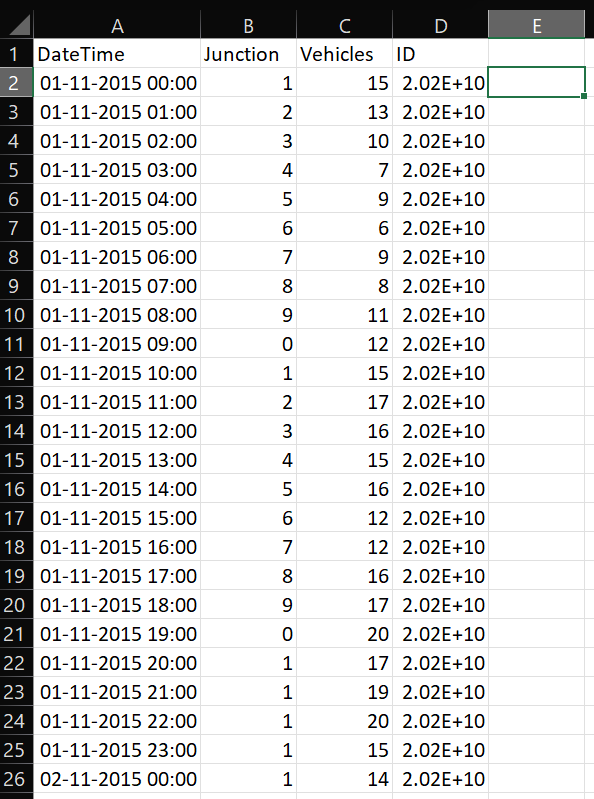 A B C D E
1 DateTime Junction Vehicles ID
2 01-11-2015 00:00 1 15 2.02E+10
3 01-11-2015 01:00 2 13 2.02E+10
4 01-11-2015 02:00 3 10 2.02E+10
5 01-11-2015 03:00 4 7 2.02E+10
6 01-11-2015 04:00 5 9 2.02E+10
7 01-11-2015 05:00 6 6 2.02E+10
8 01-11-2015 06:00 7 9 2.02E+10
9 01-11-2015 07:00 8 8 2.02E+10
10 01-11-2015 08:00 9 11 2.02E+10
11 01-11-2015 09:00 0 12 2.02E+10
12 01-11-2015 10:00 1 15 2.02E+10
13 01-11-2015 11:00 2 17 2.02E+10
14 01-11-2015 12:00 3 16 2.02E+10
15 01-11-2015 13:00 4 15 2.02E+10
16 01-11-2015 14:00 5 16 2.02E+10
17 01-11-2015 15:00 6 12 2.02E+10
18 01-11-2015 16:00 7 12 2.02E+10
19 01-11-2015 17:00 8 16 2.02E+10
20 01-11-2015 18:00 9 17 2.02E+10
21 01-11-2015 19:00 0 20 2.02E+10
22 01-11-2015 20:00 1 17 2.02E+10
23 01-11-2015 21:00 1 19 2.02E+10
24 01-11-2015 22:00 1 20 2.02E+10
25 01-11-2015 23:00 1 15 2.02E+10
26 02-11-2015 00:00 1 14 2.02E+10